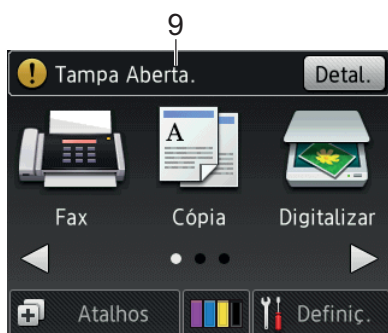 9
! Tampa Aberta. Detal.
A
Fax Cópia Digitalizar
Atalhos Definiç.